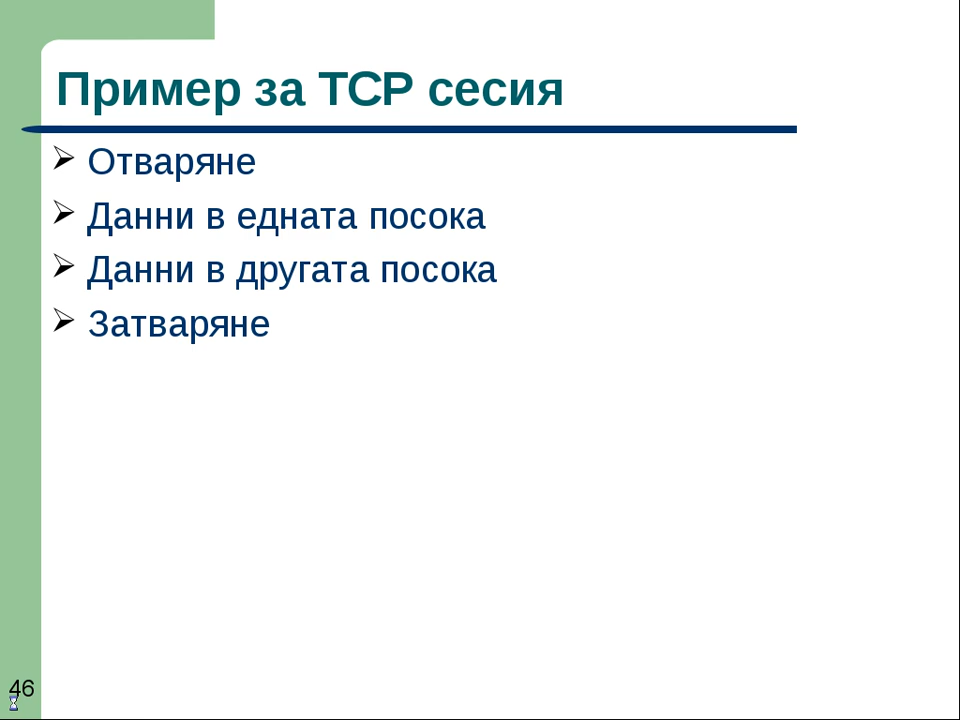 Пример за TCP сесия
Отваряне
Данни в едната посока
Данни в другата посока
Затваряне
46